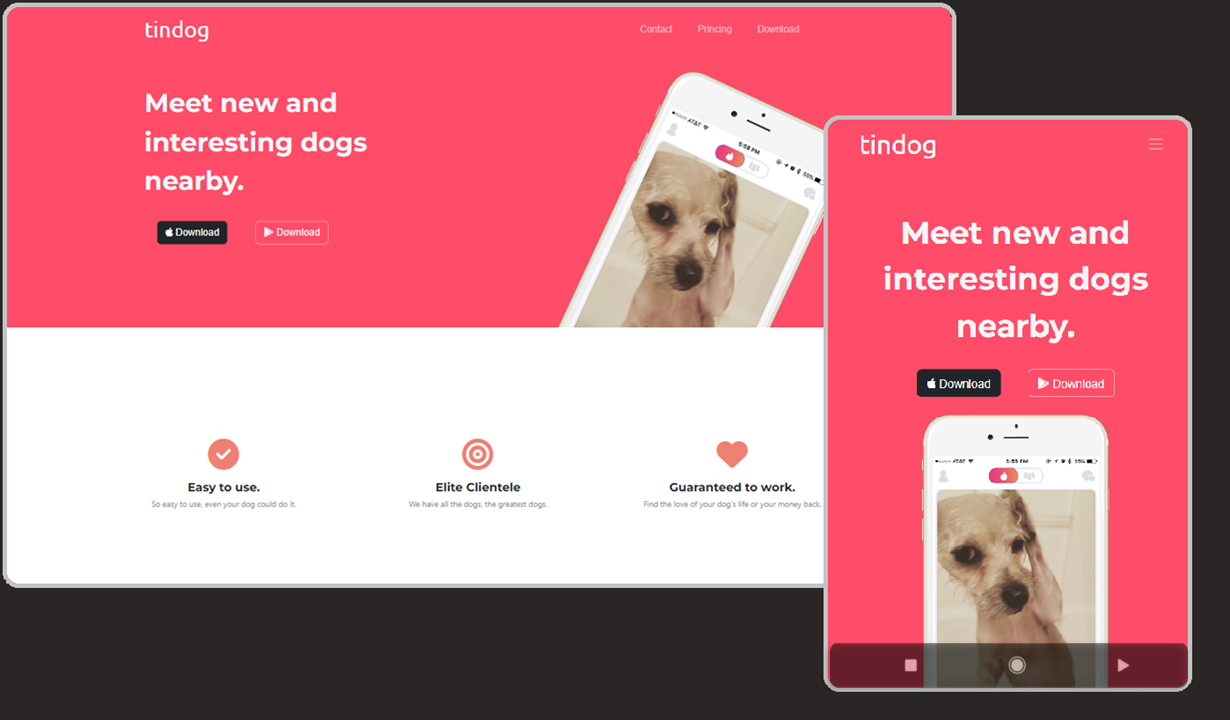 tindog
Contact Princing Download
Meet new and
interesting dogs
nearby.
Download Download
AT&T 5:58 PM 55%
Easy to use.
So easy to use, even your dog could do it.
Elite Clientele
We have all the dogs, the greatest dogs.
Guaranteed to work.
Find the love of your dog's life or your money back.
tindog
Meet new and
interesting dogs
nearby.
Download Download
AT&T 5:55 PM 55%